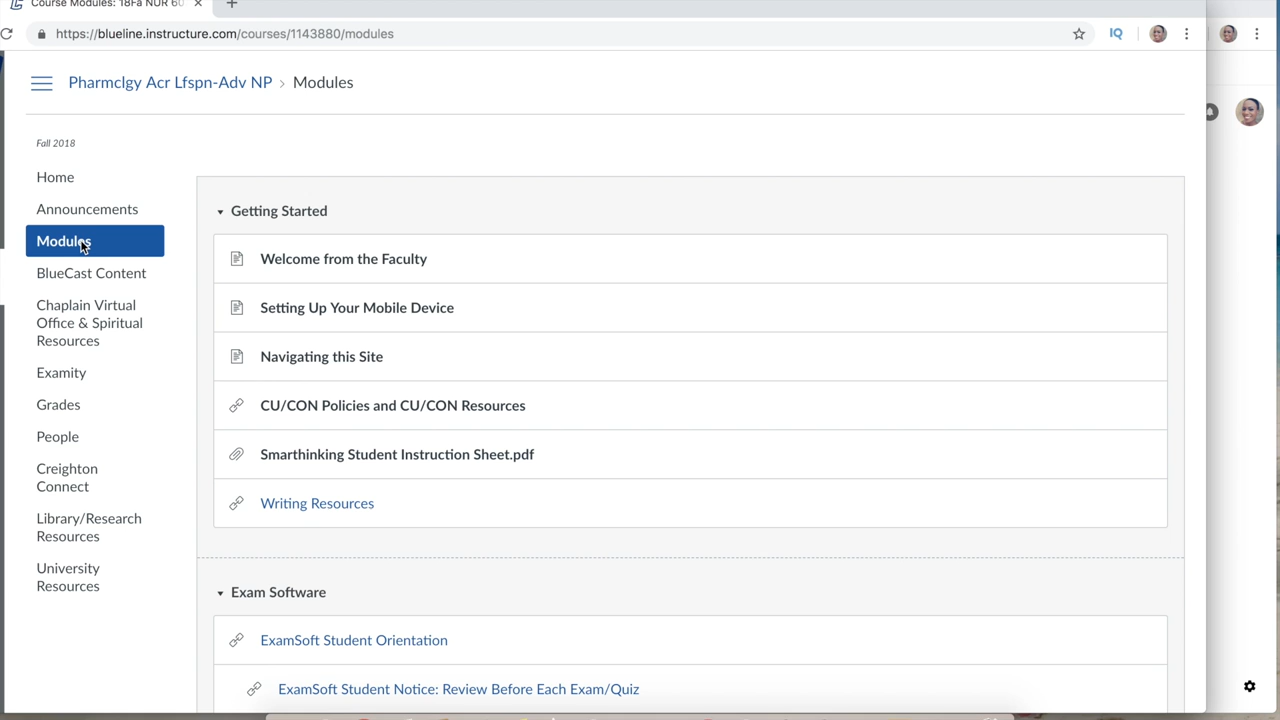 Course Modules: 18Fa NUR 60
https://blueline.instructure.com/courses/1143880/modules
IQ
Pharmclgy Acr Lfspn-Adv NP › Modules
Fall 2018
Home
Announcements
Modules
BlueCast Content
Chaplain Virtual
Office & Spiritual
Resources
Examity
Grades
People
Creighton
Connect
Library/Research
Resources
University
Resources
Getting Started
Welcome from the Faculty
Setting Up Your Mobile Device
Navigating this Site
CU/CON Policies and CU/CON Resources
Smarthinking Student Instruction Sheet.pdf
Writing Resources
Exam Software
ExamSoft Student Orientation
ExamSoft Student Notice: Review Before Each Exam/Quiz